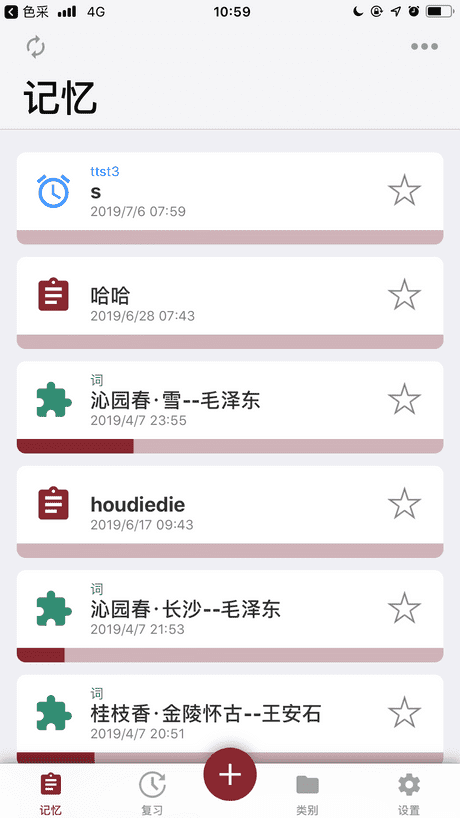 色采 4G 10:59
记忆
ttst3
s
2019/7/6 07:59
哈哈
2019/6/28 07:43
词
沁园春·雪--毛泽东
2019/4/7 23:55
houdiedie
2019/6/17 09:43
词
沁园春·长沙--毛泽东
2019/4/7 21:53
词
桂枝香·金陵怀古--王安石
2019/4/7 20:51
记忆 复习 类别 设置